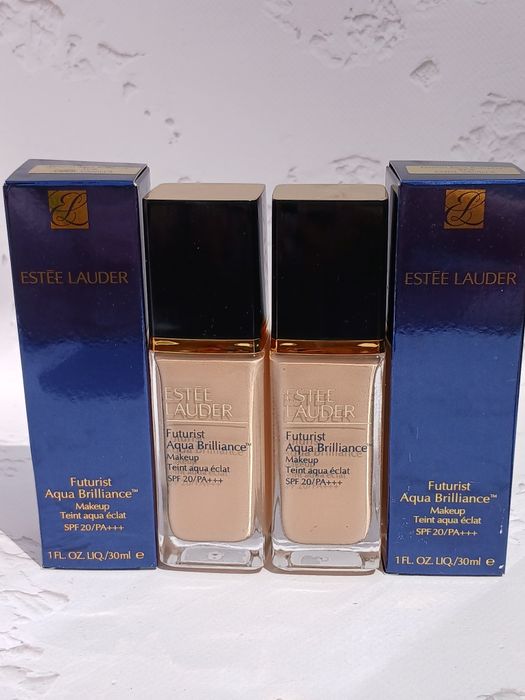 ESTĒE LAUDER
Futurist
Aqua Brilliance™
Makeup
Teint aqua éclat
SPF 20/PA+++
1 FL. OZ. LIQ./30ml e
ESTĒE
LAUDER
Futurist
Aqua Brilliance™
Makeup
Teint aqua éclat
SPF 20/PA+++
ESTĒE
LAUDER
Futurist
Aqua Brilliance™
Makeup
Teint aqua éclat
SPF 20/PA+++
ESTĒE LAUDER
Futurist
Aqua Brilliance™
Makeup
Teint aqua éclat
SPF 20/PA+++
1 FL. OZ. LIQ./30ml e